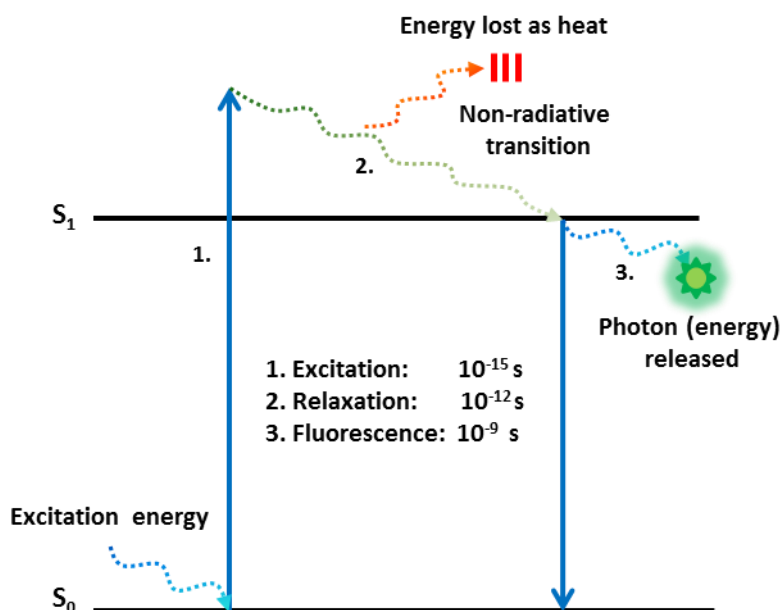 Energy lost as heat
Non-radiative
transition
2.
S₁
1.
3.
Photon (energy)
released
1. Excitation: 10⁻¹⁵ s
2. Relaxation: 10⁻¹² s
3. Fluorescence: 10⁻⁹ s
Excitation energy
S₀